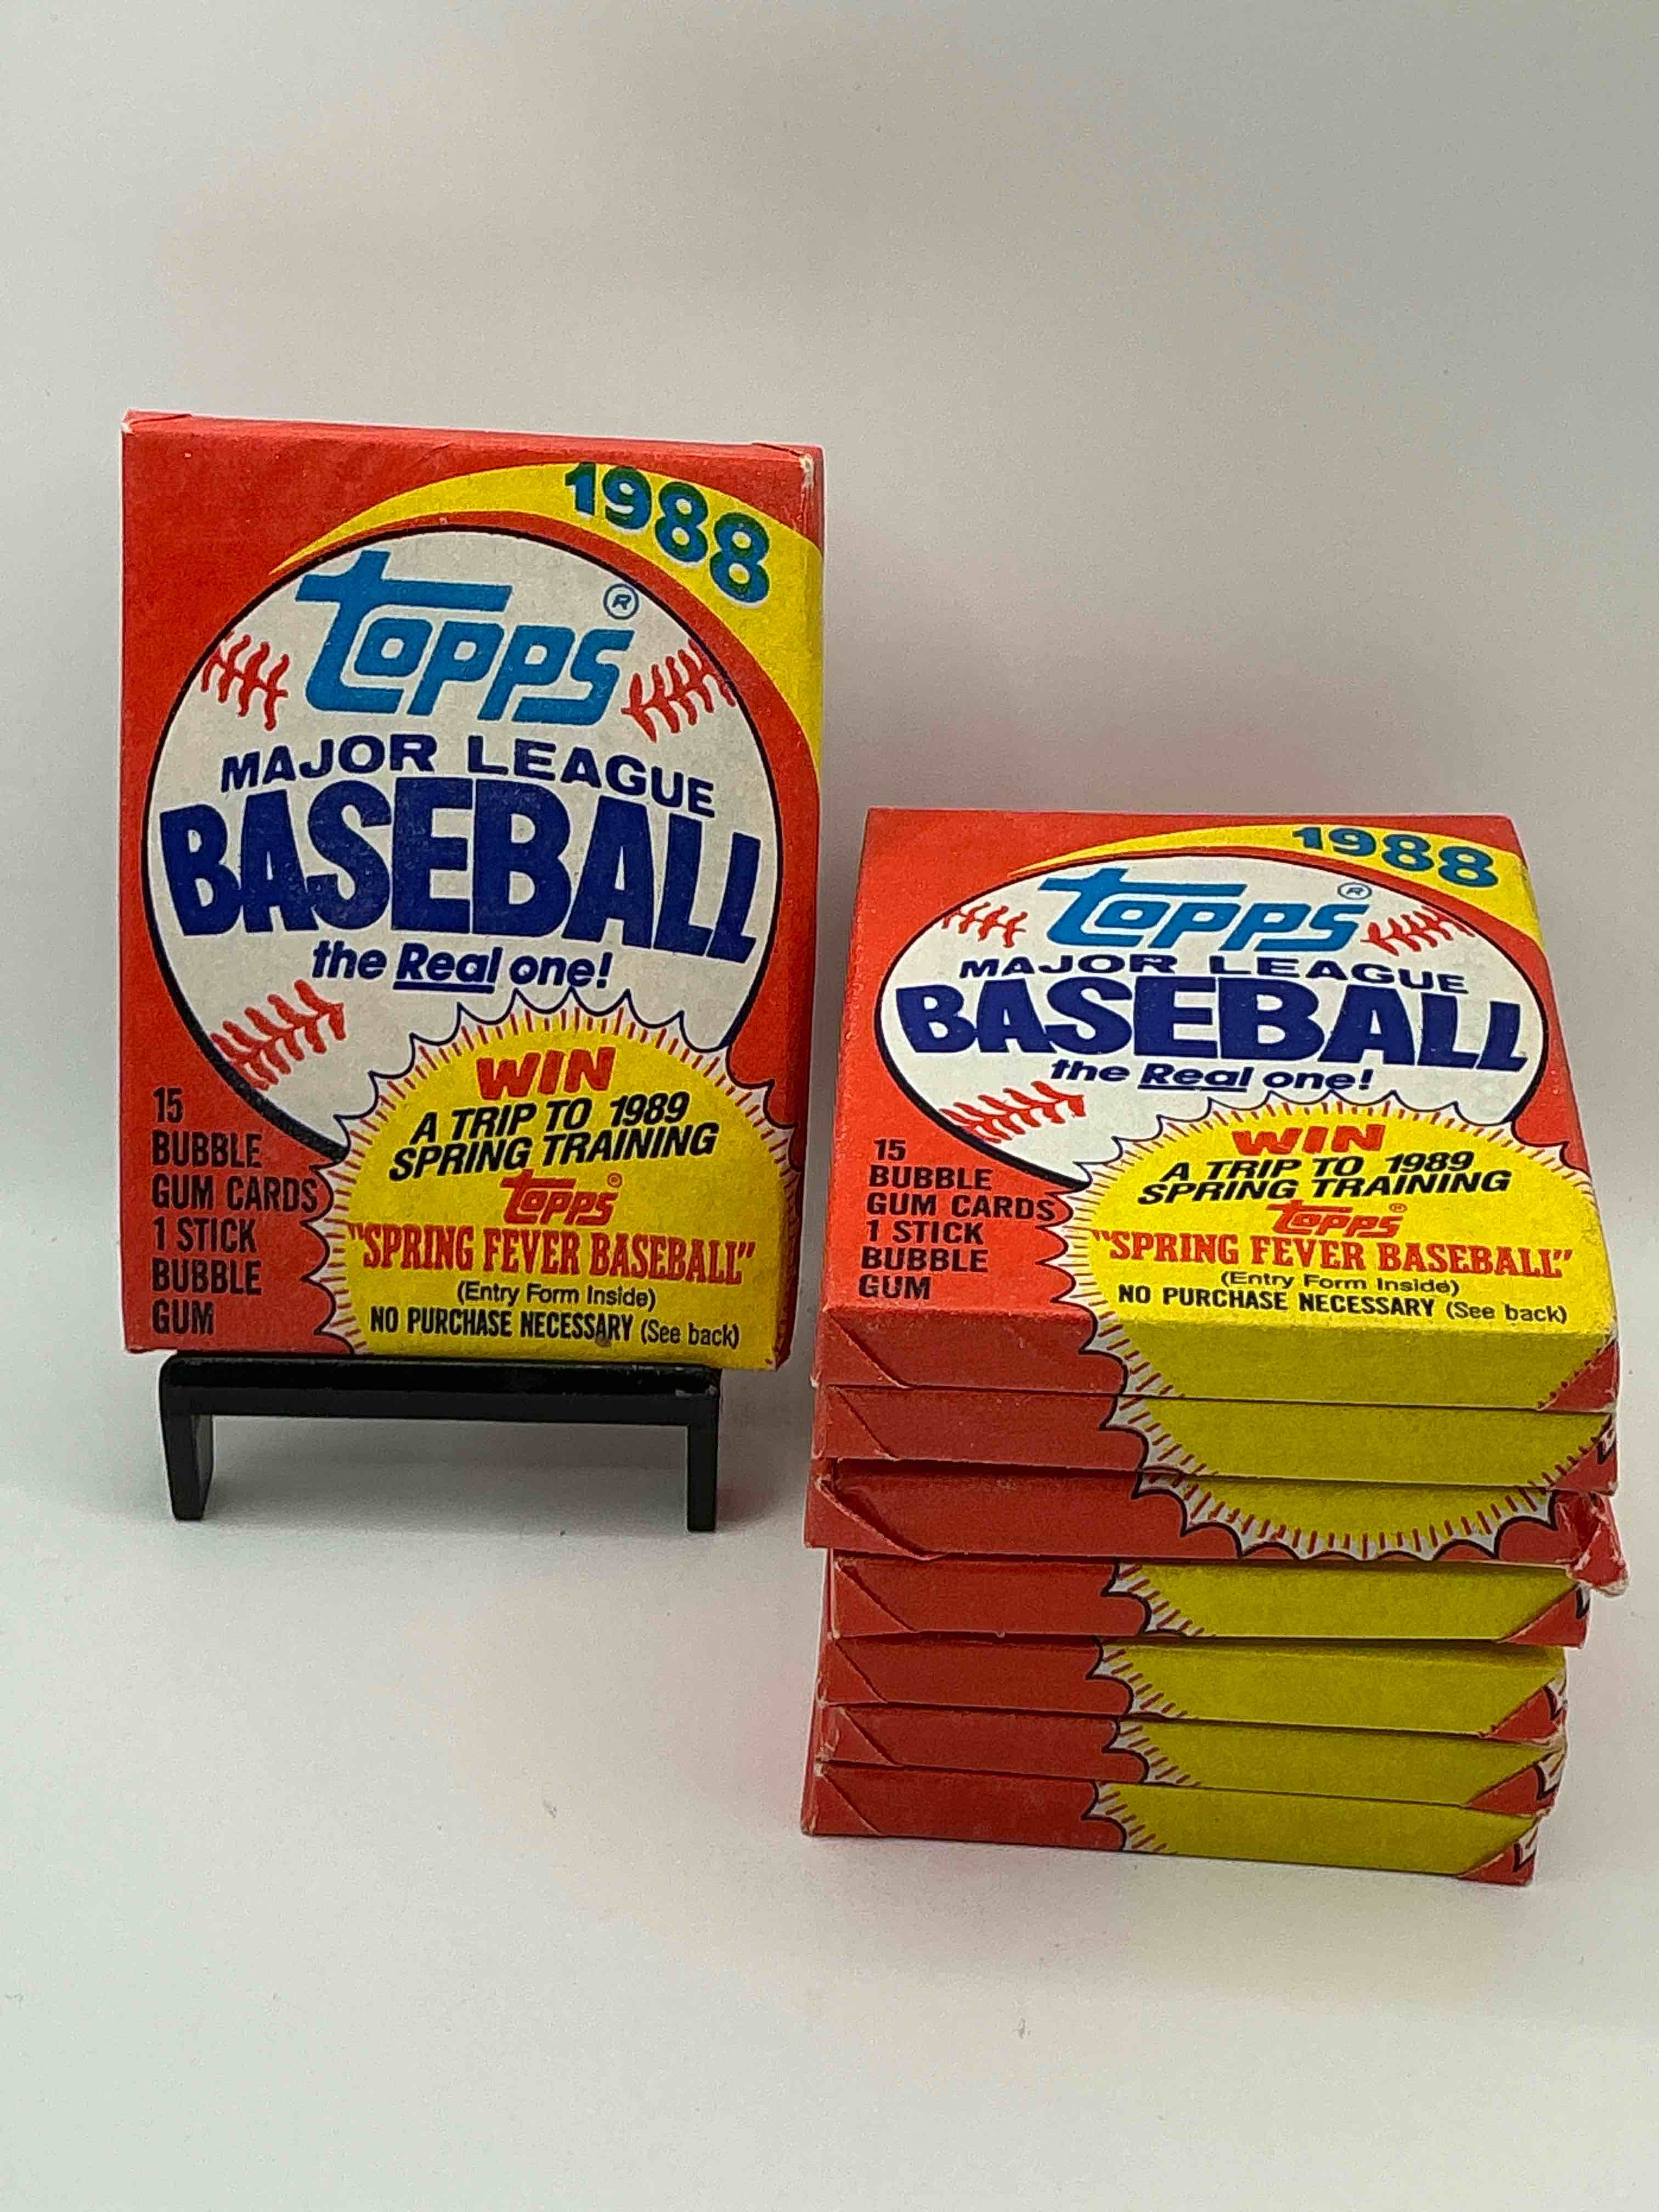 1988
topps®
MAJOR LEAGUE
BASEBALL
the Real one!
15
BUBBLE
GUM CARDS
1 STICK
BUBBLE
GUM
WIN
A TRIP TO 1989
SPRING TRAINING
topps®
"SPRING FEVER BASEBALL"
(Entry Form Inside)
NO PURCHASE NECESSARY (See back)
1988
topps®
MAJOR LEAGUE
BASEBALL
the Real one!
15
BUBBLE
GUM CARDS
1 STICK
BUBBLE
GUM
WIN
A TRIP TO 1989
SPRING TRAINING
topps®
"SPRING FEVER BASEBALL"
(Entry Form Inside)
NO PURCHASE NECESSARY (See back)